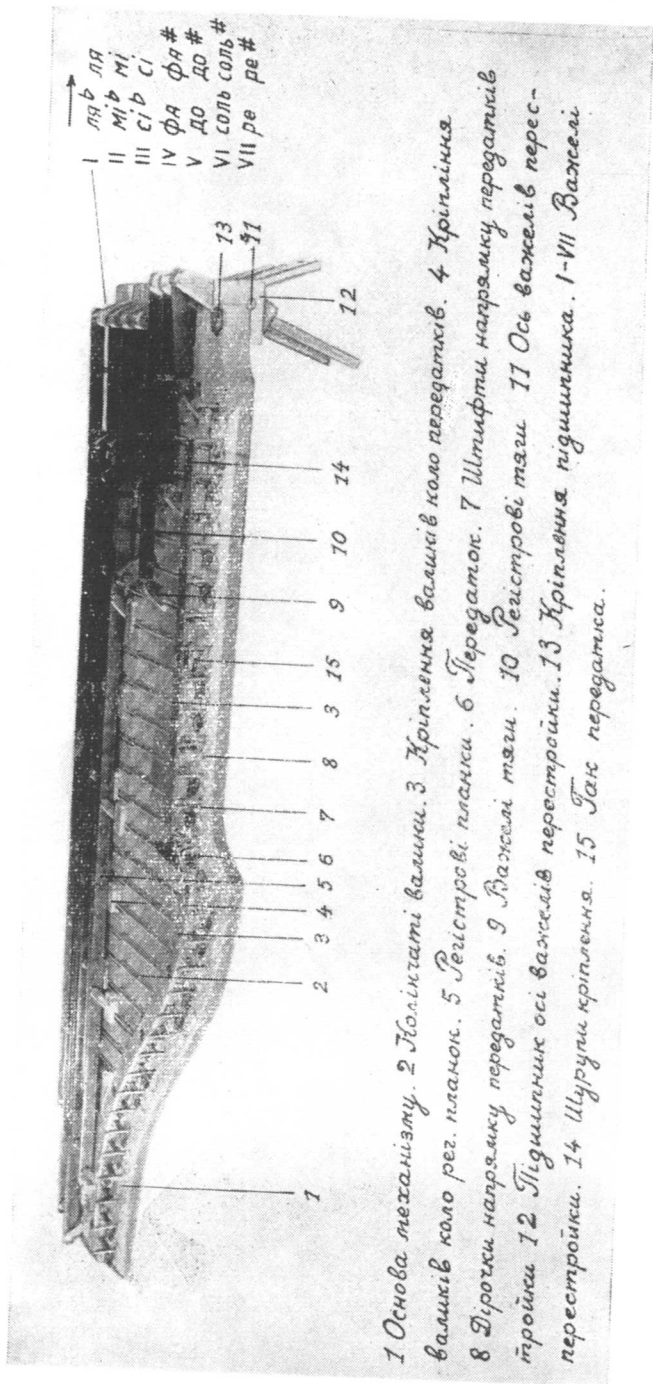 I ля♭ ля
II мі♭ мі
III сі♭ сі
IV фа фа#
V до до#
VI соль соль#
VII ре ре#
1 2 3 4 5 6 7 8 3 15 9 10 14 12 11 13
1 Основа механізму. 2 Колінчаті валики. 3. Кріплення валиків коло передатків. 4 Кріпління
валиків коло рег. планок. 5 Регістрові планки. 6 Передаток. 7 Штифти напрямку передатків
8 Дірочки напрямку передатків. 9 Важелі тяги. 10 Регістрові тяги 11 Ось важелів перес-
тройки 12 Підшипник осі важелів перестройки. 13 Кріплення підшипника. I-VII Важелі
перестройки. 14 Шурупи кріплення. 15 Гак передатка.